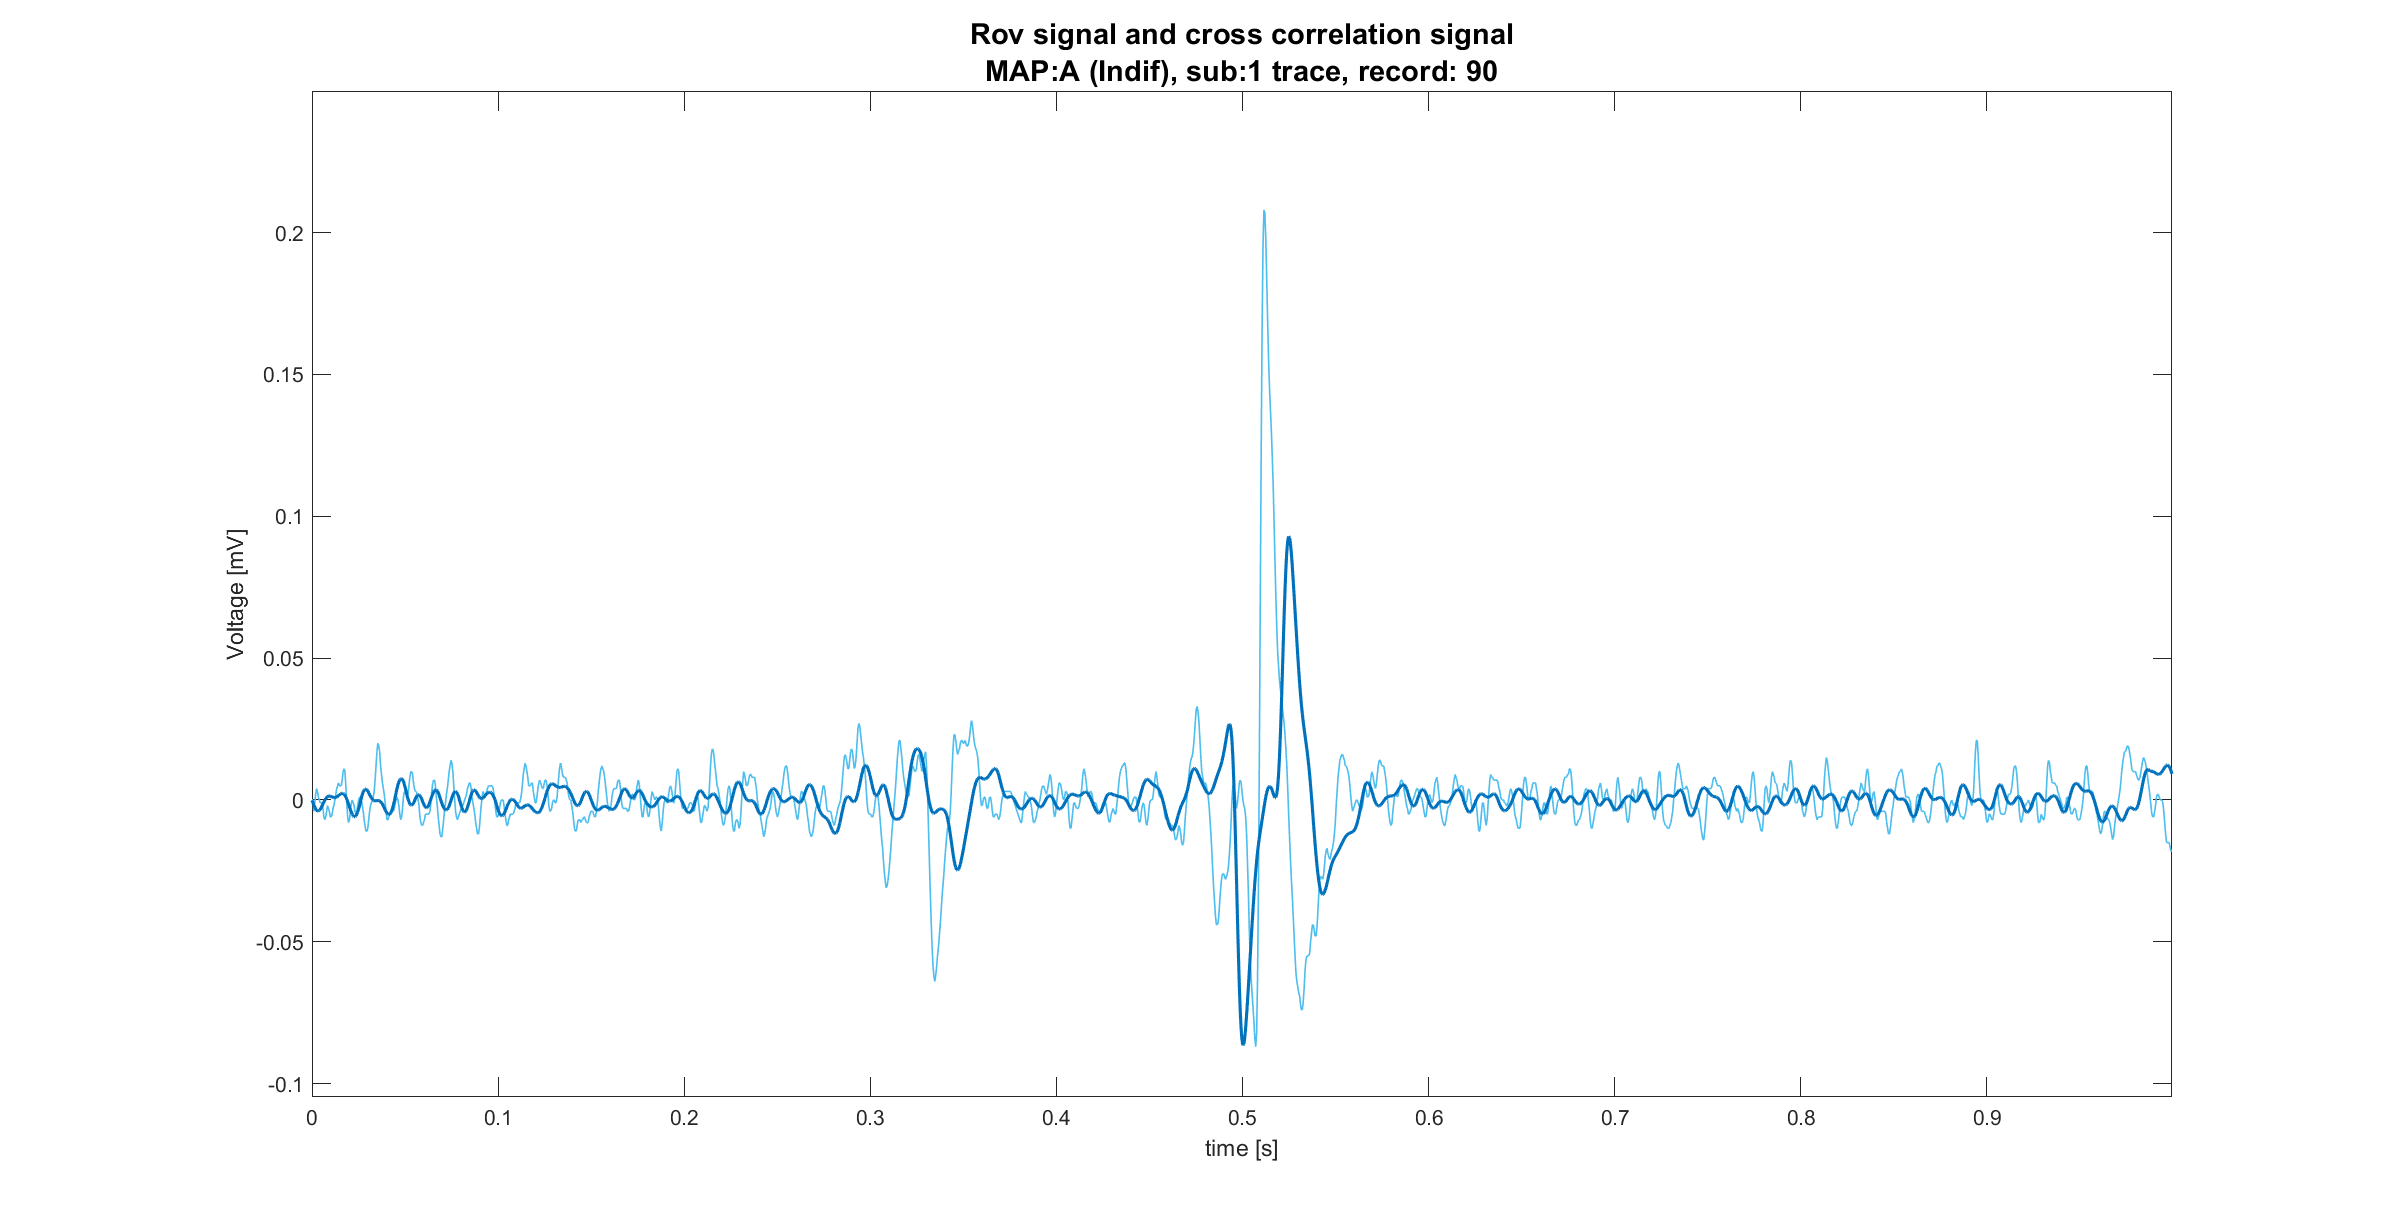 Rov signal and cross correlation signal
MAP:A (Indif), sub:1 trace, record: 90
0.2
0.15
0.1
0.05
0
-0.05
-0.1
Voltage [mV]
0 0.1 0.2 0.3 0.4 0.5 0.6 0.7 0.8 0.9
time [s]